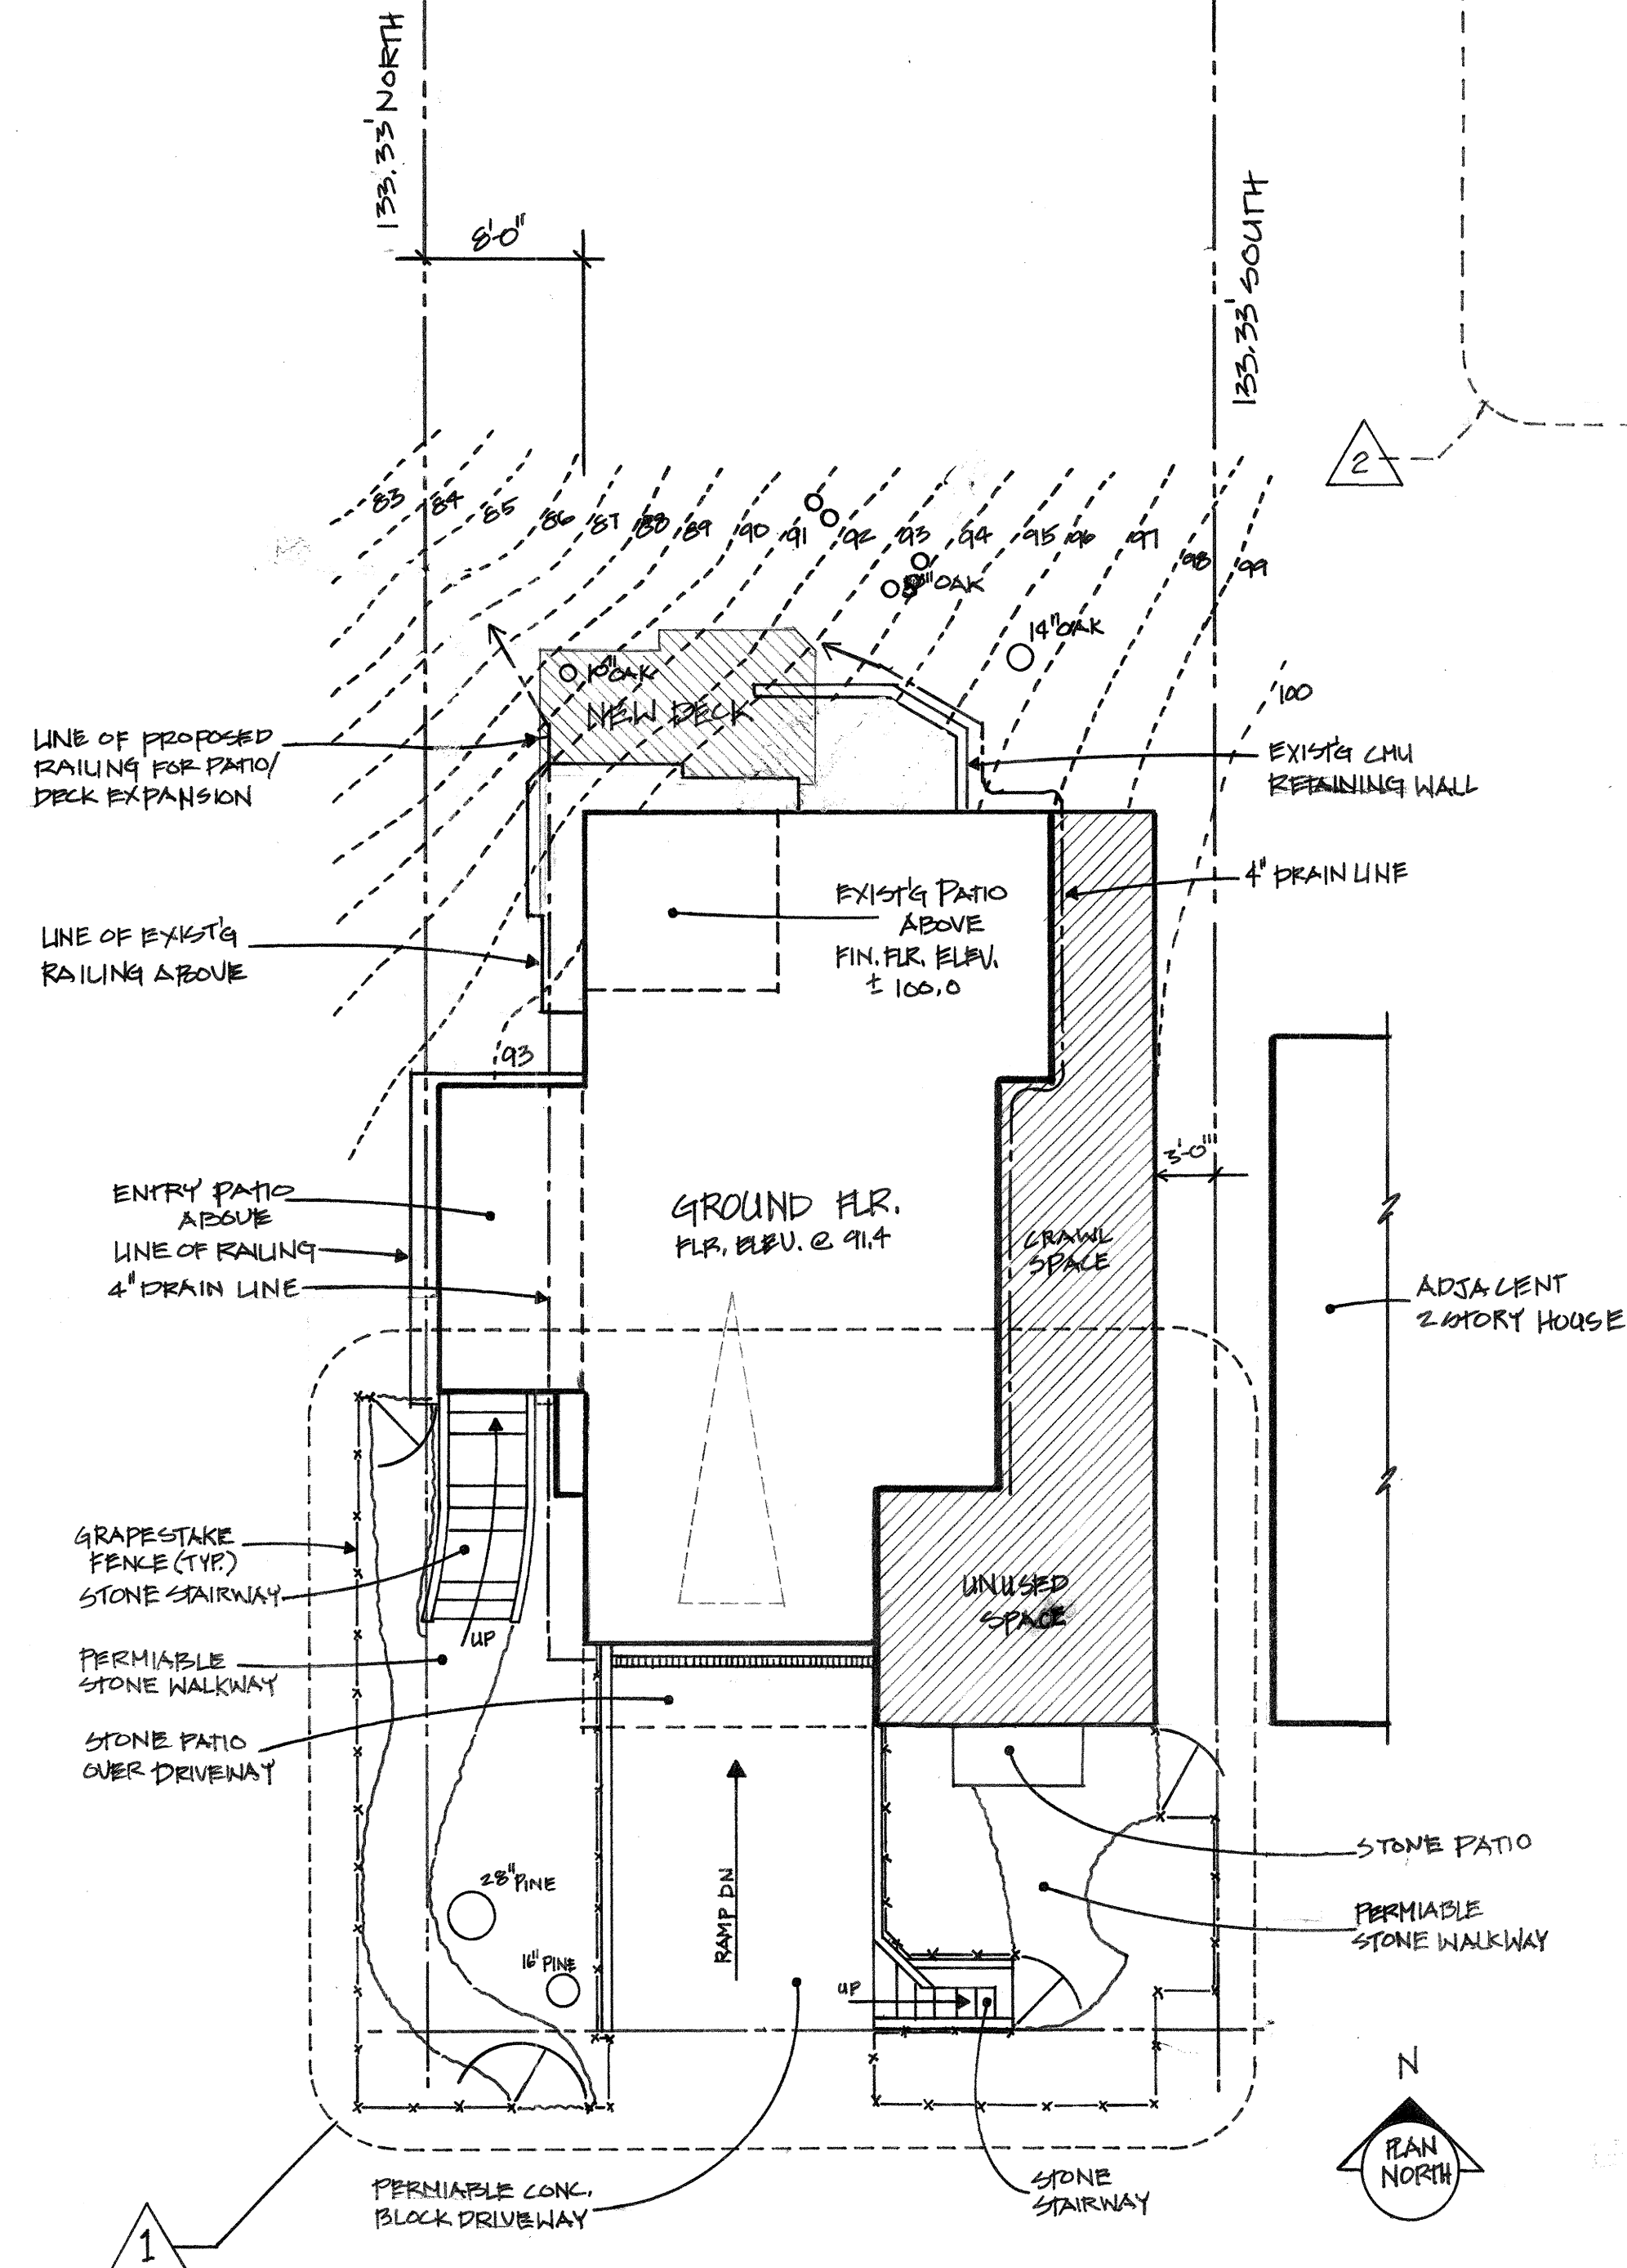 133.33' NORTH
8'-0"
133.33' SOUTH
2
83
84
85
86
87
88
89
90
91
92
93
94
95
96
97
98
99
100
OAK
14" OAK
OAK
NEW DECK
LINE OF PROPOSED
RAILING FOR PATIO/
DECK EXPANSION
EXIST'G CMU
RETAINING WALL
4" DRAIN LINE
EXIST'G PATIO
ABOVE
FIN. FLR. ELEV.
± 100.0
LINE OF EXIST'G
RAILING ABOVE
93
3'-0"
ENTRY PATIO
ABOVE
LINE OF RAILING
4" DRAIN LINE
GROUND FLR.
FLR. ELEV. @ 91.4
CRAWL
SPACE
ADJACENT
2 STORY HOUSE
GRAPESTAKE
FENCE (TYP.)
STONE STAIRWAY
UP
UNUSED
SPACE
PERMIABLE
STONE WALKWAY
STONE PATIO
OVER DRIVEWAY
RAMP DN
28" PINE
16" PINE
STONE PATIO
PERMIABLE
STONE WALKWAY
UP
N
PLAN
NORTH
PERMIABLE CONC.
BLOCK DRIVEWAY
STONE
STAIRWAY
1